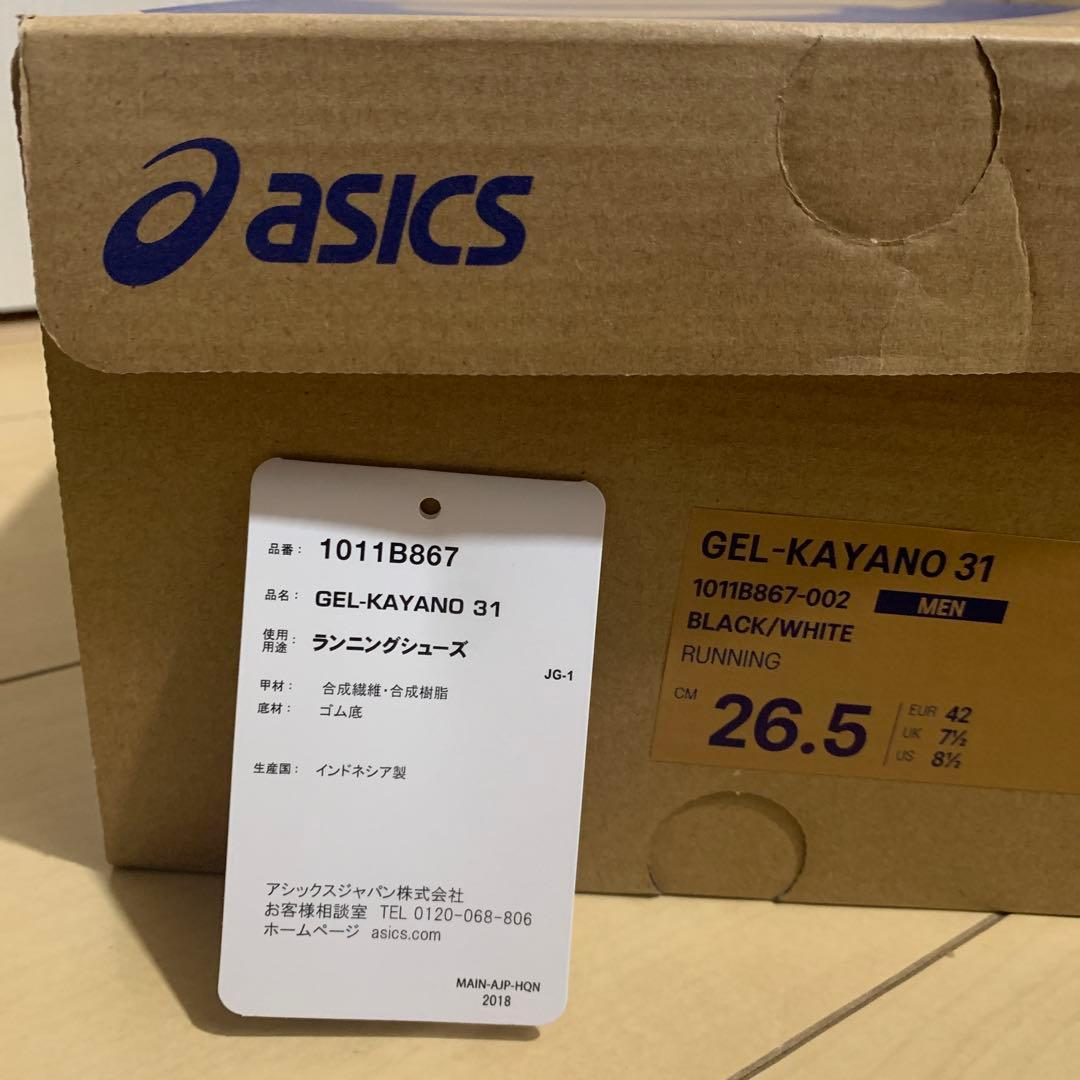 asics
品番： 1011B867
品名： GEL-KAYANO 31
使用用途： ランニングシューズ
JG-1
甲材： 合成繊維・合成樹脂
底材： ゴム底
生産国： インドネシア製
アシックスジャパン株式会社
お客様相談室 TEL 0120-068-806
ホームページ asics.com
MAIN-AJP-HQN
2018
GEL-KAYANO 31
1011B867-002 MEN
BLACK/WHITE
RUNNING
CM 26.5
EUR 42
UK 7½
US 8½